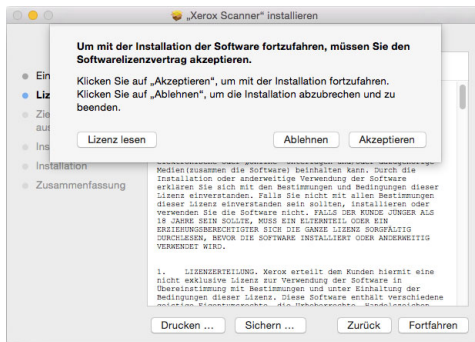 „Xerox Scanner“ installieren
Um mit der Installation der Software fortzufahren, müssen Sie den
Softwarelizenzvertrag akzeptieren.
Klicken Sie auf „Akzeptieren“, um mit der Installation fortzufahren.
Klicken Sie auf „Ablehnen“, um die Installation abzubrechen und zu
beenden.
Lizenz lesen
Ablehnen
Akzeptieren
Ein
Liz
Zie
aus
Ins
Installation
Zusammenfassung
Medien(zusammen die Software) beinhalten kann. Durch die
Installation oder anderweitige Verwendung der Software
erklären Sie sich mit den Bestimmungen und Bedingungen dieser
Lizenz einverstanden. Falls Sie nicht mit allen Bestimmungen
dieser Lizenz einverstanden sein sollten, installieren oder
verwenden Sie die Software nicht. FALLS DER KUNDE JÜNGER ALS
18 JAHRE SEIN SOLLTE, MUSS EIN ELTERNTEIL ODER EIN
ERZIEHUNGSBERECHTIGTER SICH DIE GANZE LIZENZ SORGFÄLTIG
DURCHLESEN, BEVOR DIE SOFTWARE INSTALLIERT ODER ANDERWEITIG
VERWENDET WIRD.
1. LIZENZERTEILUNG. Xerox erteilt dem Kunden hiermit eine
nicht exklusive Lizenz zur Verwendung der Software in
Übereinstimmung mit Bestimmungen und unter Einhaltung der
Bedingungen dieser Lizenz. Diese Software enthält verschiedene
Drucken ...
Sichern ...
Zurück
Fortfahren